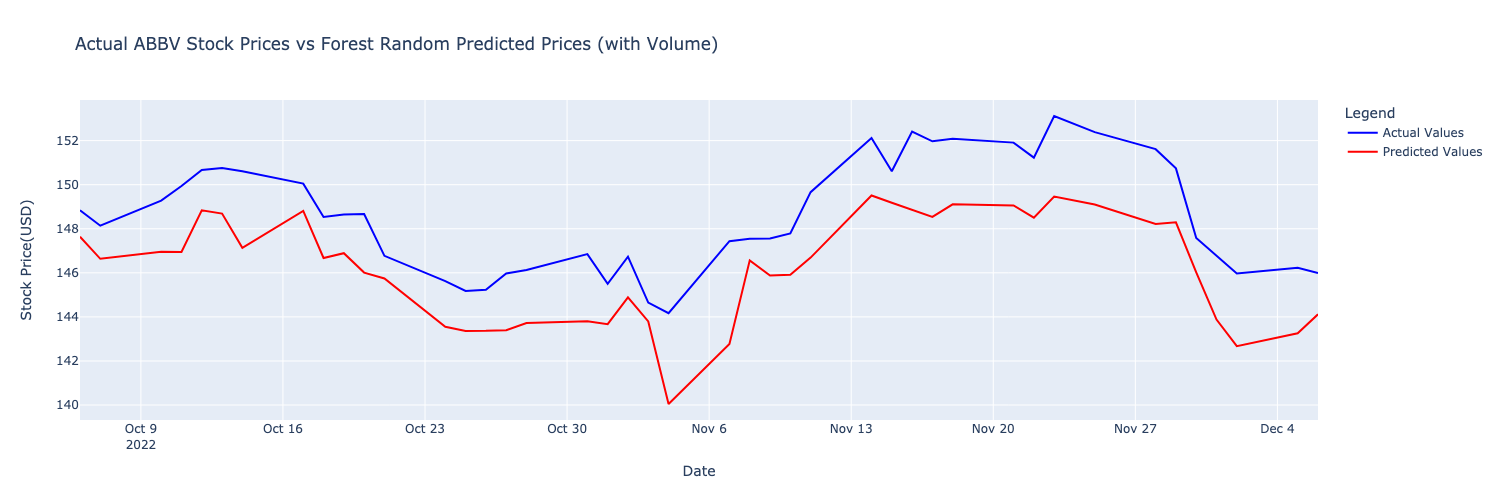 Actual ABBV Stock Prices vs Forest Random Predicted Prices (with Volume)
Legend
Actual Values
Predicted Values
Stock Price(USD)
152
150
148
146
144
142
140
Oct 9
2022
Oct 16
Oct 23
Oct 30
Nov 6
Nov 13
Nov 20
Nov 27
Dec 4
Date